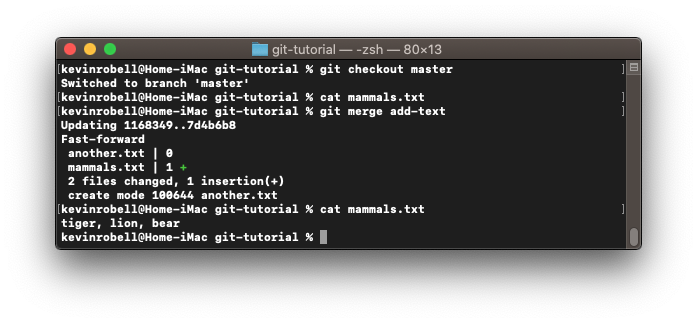 git-tutorial — -zsh — 80×13
[kevinrobell@Home-iMac git-tutorial % git checkout master ]
Switched to branch 'master'
[kevinrobell@Home-iMac git-tutorial % cat mammals.txt ]
[kevinrobell@Home-iMac git-tutorial % git merge add-text ]
Updating 1168349..7d4b6b8
Fast-forward
 another.txt | 0
 mammals.txt | 1 +
 2 files changed, 1 insertion(+)
 create mode 100644 another.txt
[kevinrobell@Home-iMac git-tutorial % cat mammals.txt ]
tiger, lion, bear
kevinrobell@Home-iMac git-tutorial %